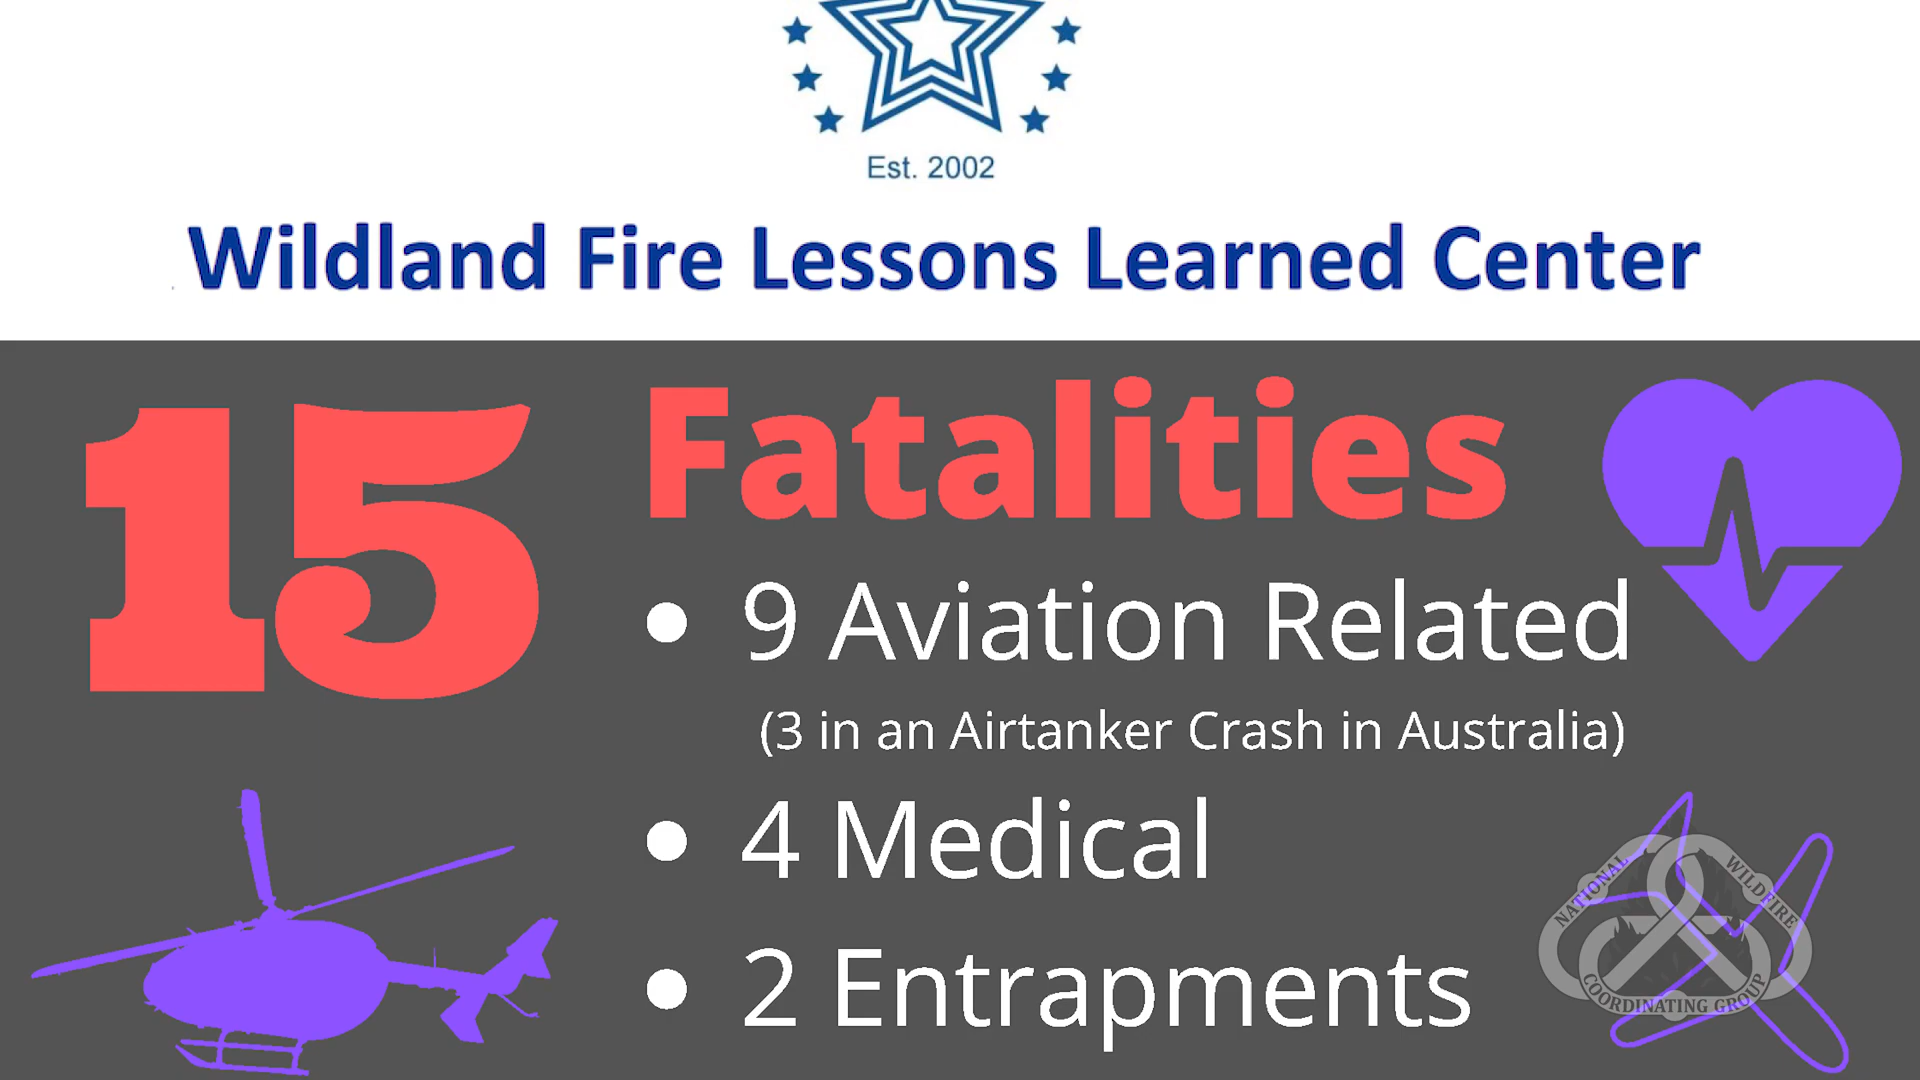 Est. 2002
Wildland Fire Lessons Learned Center
15
Fatalities
• 9 Aviation Related
(3 in an Airtanker Crash in Australia)
• 4 Medical
• 2 Entrapments
NATIONAL WILDFIRE
COORDINATING GROUP